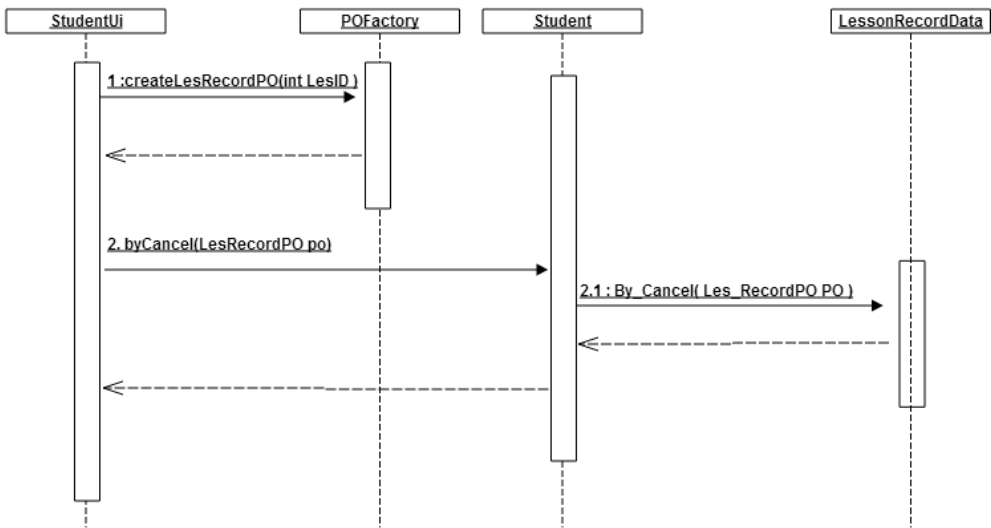 StudentUi
POFactory
Student
LessonRecordData
1 :createLesRecordPO(int LesID )
2. byCancel(LesRecordPO po)
2.1 : By_Cancel( Les_RecordPO PO )